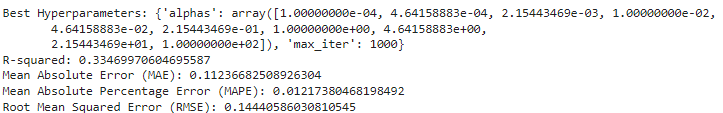 Best Hyperparameters: {'alphas': array([1.00000000e-04, 4.64158883e-04, 2.15443469e-03, 1.00000000e-02,
4.64158883e-02, 2.15443469e-01, 1.00000000e+00, 4.64158883e+00,
2.15443469e+01, 1.00000000e+02]), 'max_iter': 1000}
R-squared: 0.33469970604695587
Mean Absolute Error (MAE): 0.11236682508926304
Mean Absolute Percentage Error (MAPE): 0.01217380468198492
Root Mean Squared Error (RMSE): 0.14440586030810545